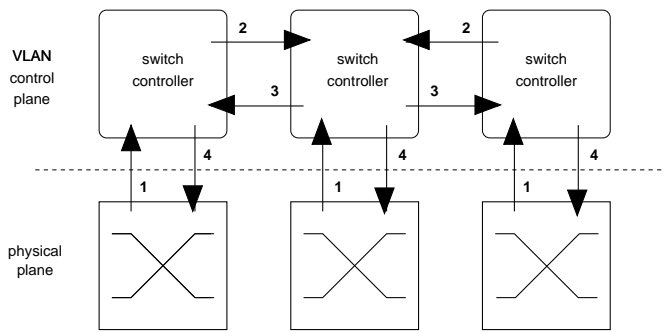 2
2
VLAN
control
plane
switch
controller
switch
controller
switch
controller
3
3
4
4
4
1
1
1
physical
plane